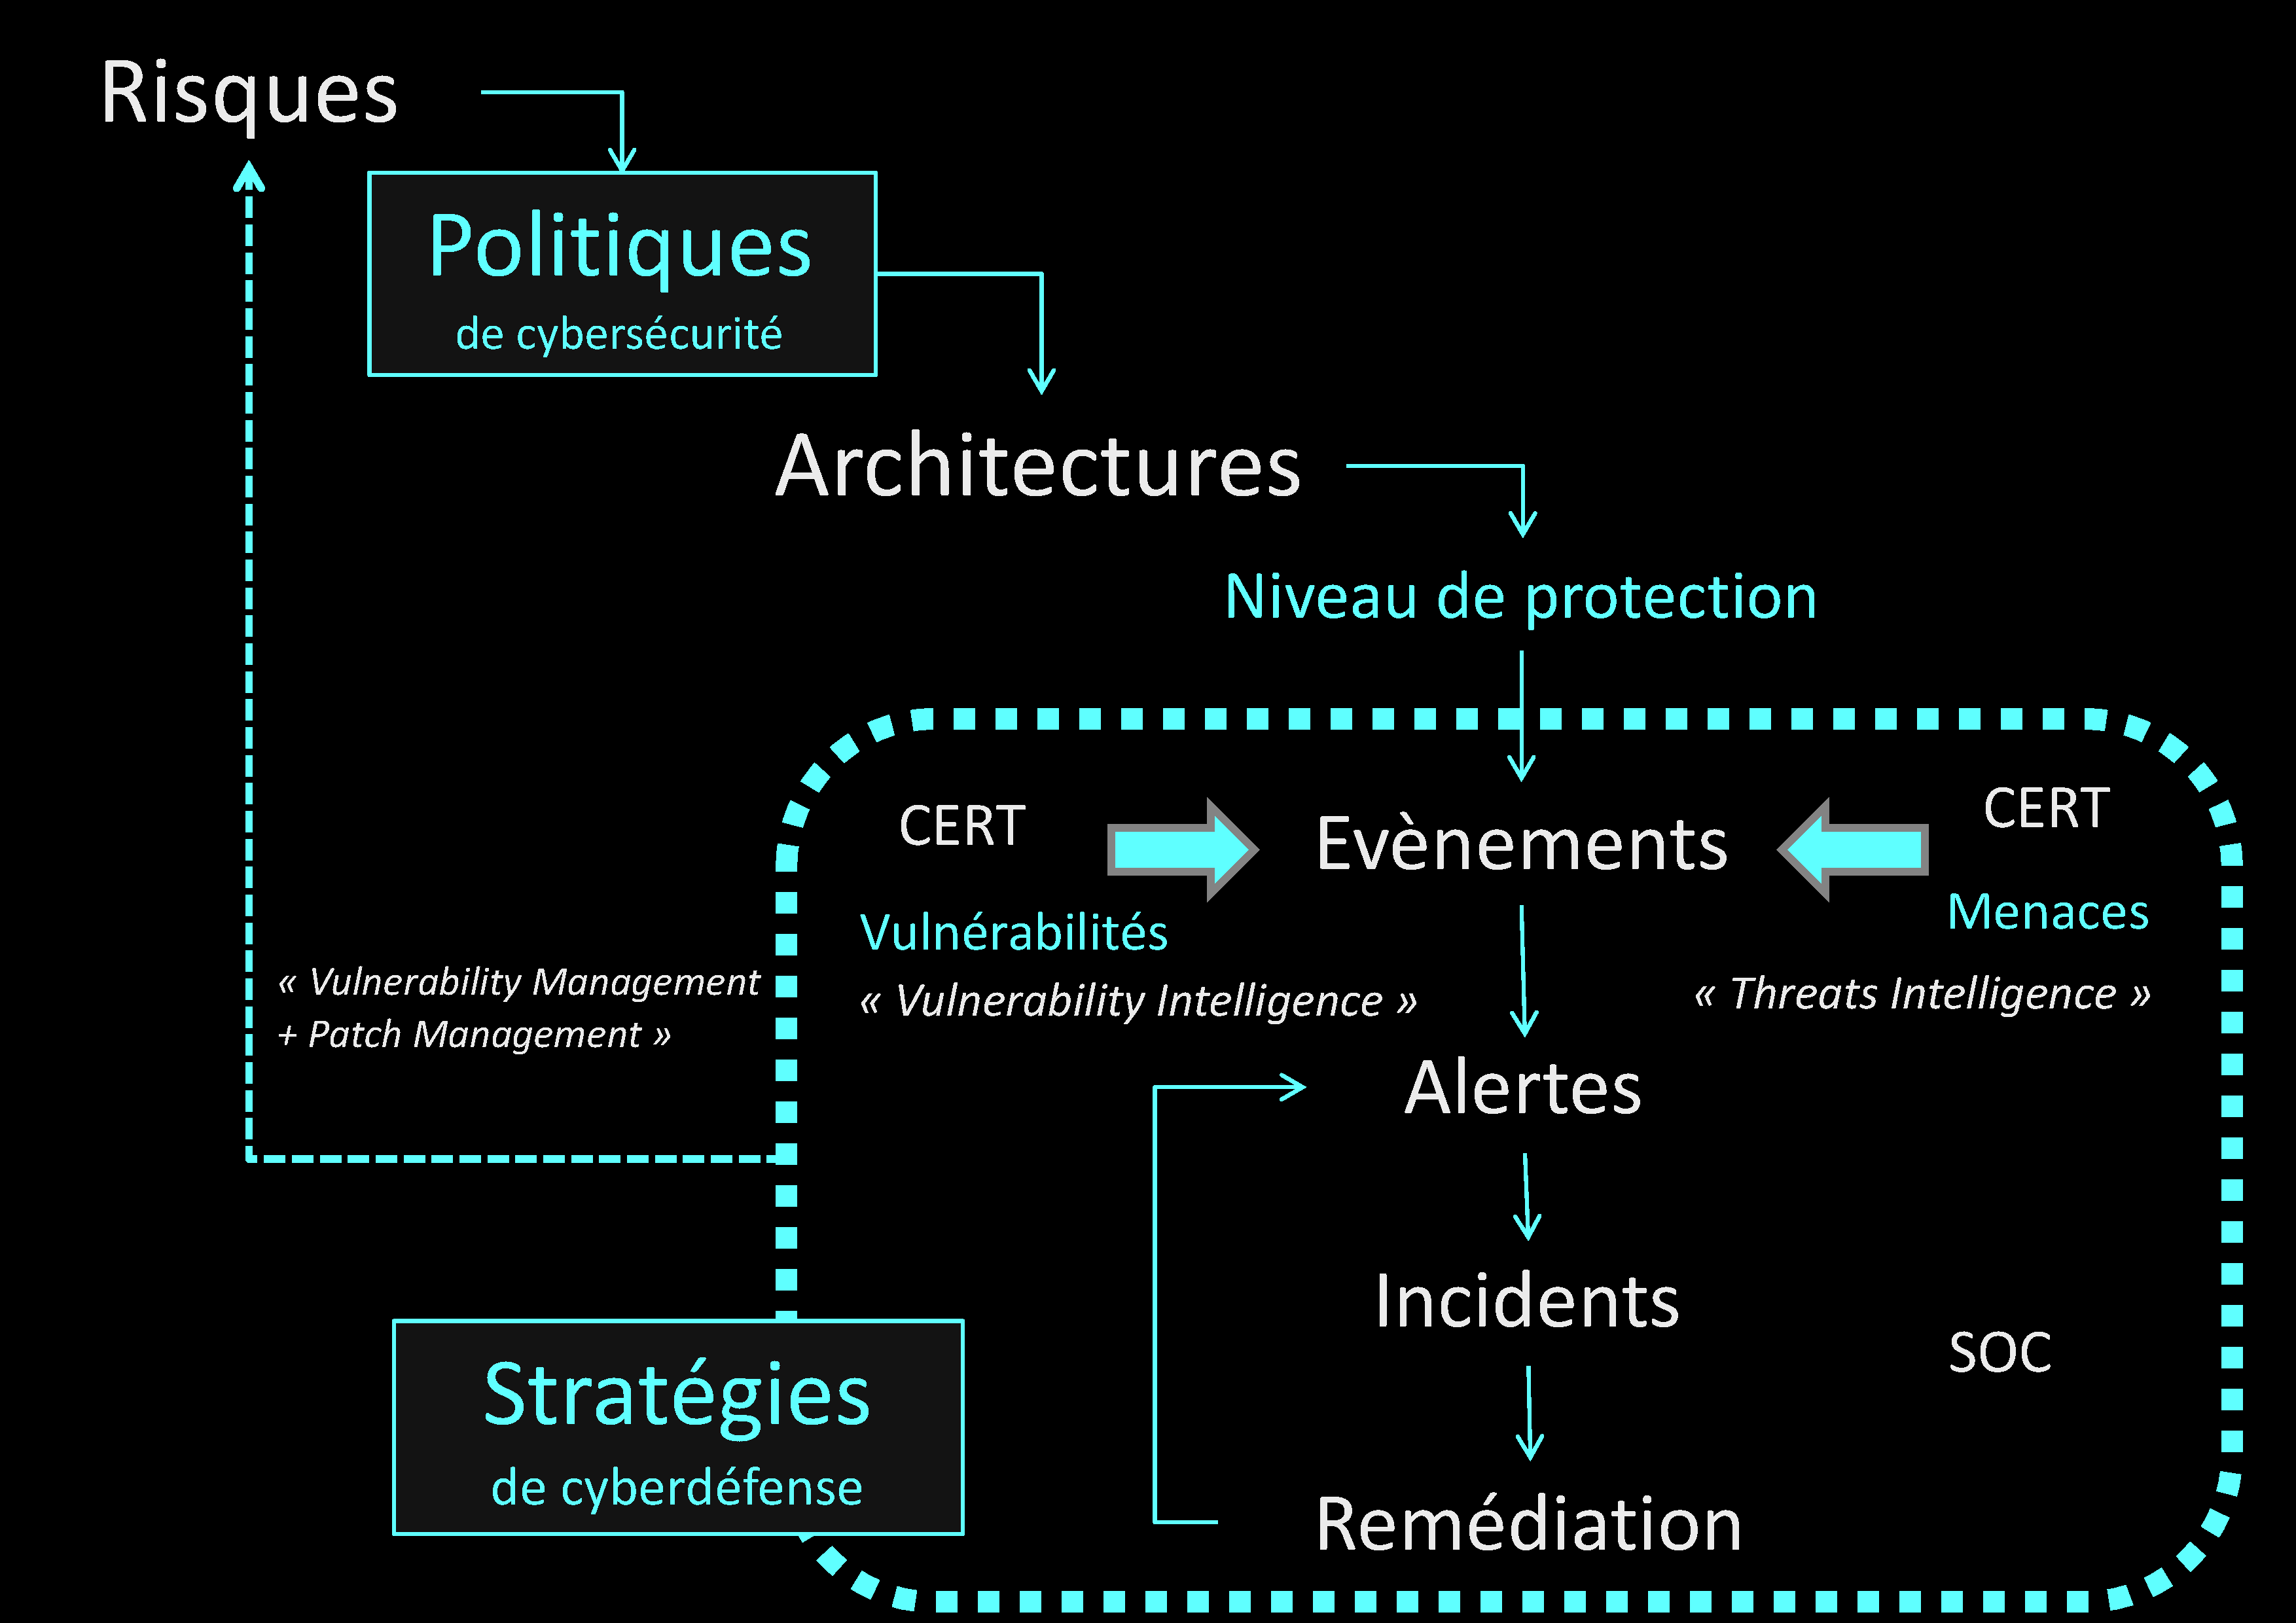 Risques
Politiques
de cybersécurité
Architectures
Niveau de protection
CERT
Evènements
CERT
Vulnérabilités
Menaces
« Vulnerability Management
+ Patch Management »
« Vulnerability Intelligence »
« Threats Intelligence »
Alertes
Incidents
SOC
Stratégies
de cyberdéfense
Remédiation